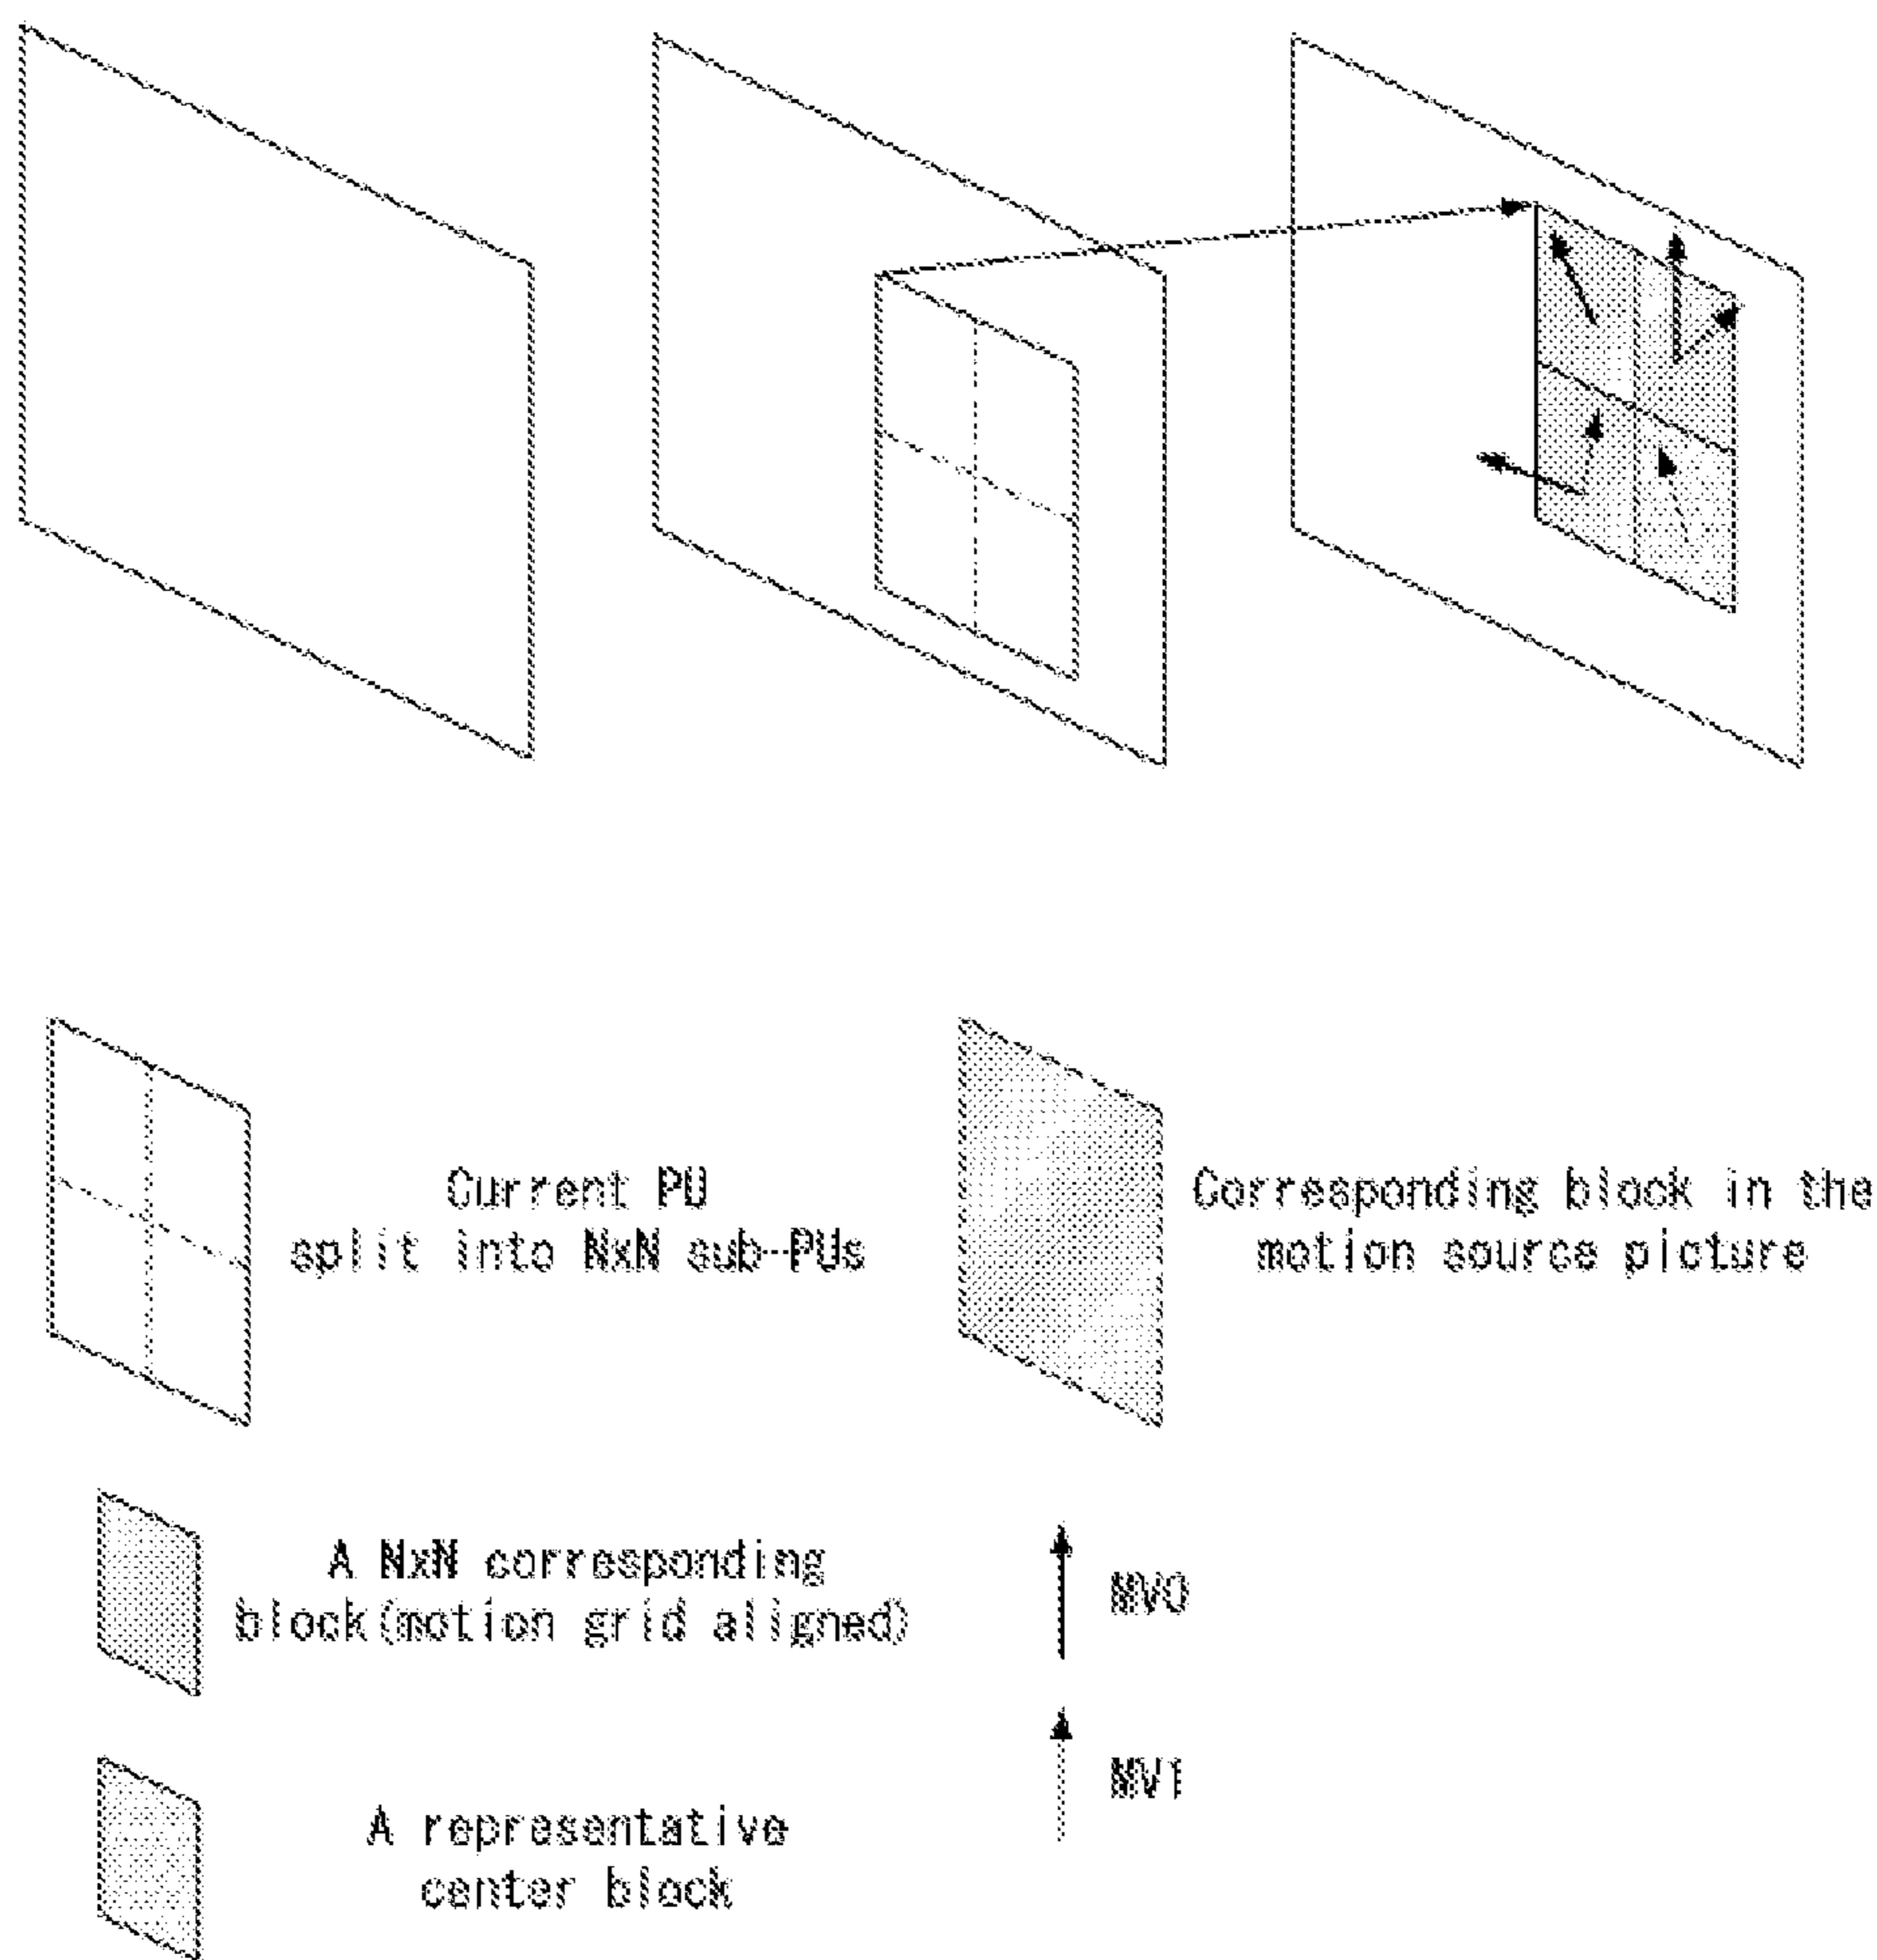 Current PU
split into NxN sub-PUs
Corresponding block in the
motion source picture
A NxN corresponding
block(motion grid aligned)
MV0
MV1
A representative
center block